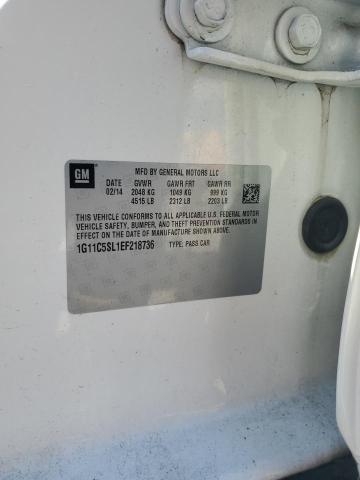 GM
MFD BY GENERAL MOTORS LLC
DATE GVWR GAWR FRT GAWR RR
02/14 2048 KG 1049 KG 999 KG
4515 LB 2312 LB 2203 LB
THIS VEHICLE CONFORMS TO ALL APPLICABLE U.S. FEDERAL MOTOR
VEHICLE SAFETY, BUMPER, AND THEFT PREVENTION STANDARDS IN
EFFECT ON THE DATE OF MANUFACTURE SHOWN ABOVE.
1G11C5SL1EF218736 TYPE: PASS CAR